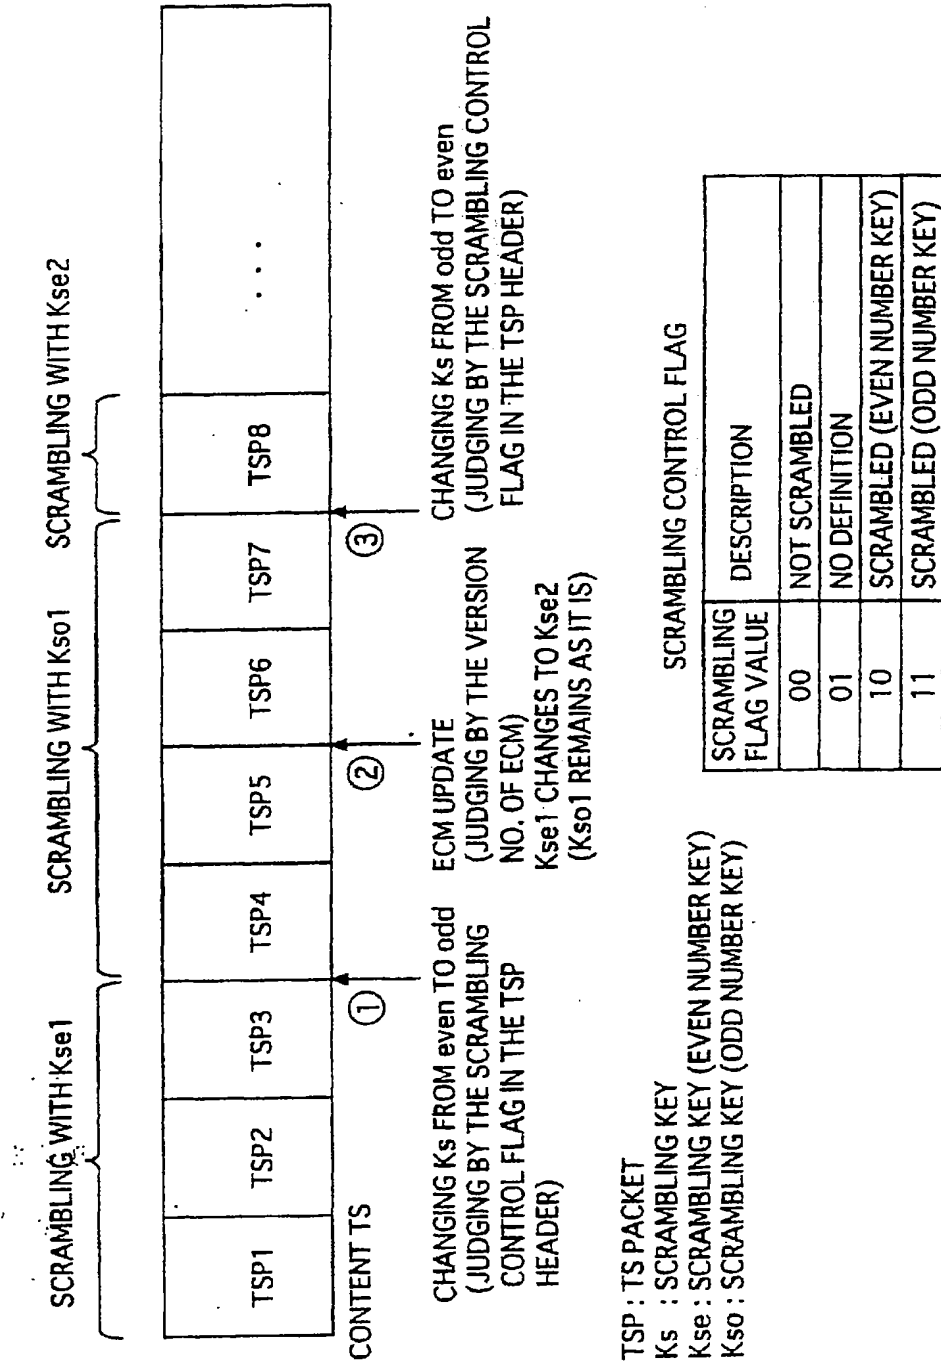 SCRAMBLING WITH Kse1
SCRAMBLING WITH Kso1
SCRAMBLING WITH Kse2
TSP1
TSP2
TSP3
TSP4
TSP5
TSP6
TSP7
TSP8
. . .
CONTENT TS
①
②
③
CHANGING Ks FROM even TO odd
(JUDGING BY THE SCRAMBLING
CONTROL FLAG IN THE TSP
HEADER)
ECM UPDATE
(JUDGING BY THE VERSION
NO. OF ECM)
Kse1 CHANGES TO Kse2
(Kso1 REMAINS AS IT IS)
CHANGING Ks FROM odd TO even
(JUDGING BY THE SCRAMBLING CONTROL
FLAG IN THE TSP HEADER)
TSP : TS PACKET
Ks : SCRAMBLING KEY
Kse : SCRAMBLING KEY (EVEN NUMBER KEY)
Kso : SCRAMBLING KEY (ODD NUMBER KEY)
SCRAMBLING CONTROL FLAG
SCRAMBLING
FLAG VALUE
DESCRIPTION
00 NOT SCRAMBLED
01 NO DEFINITION
10 SCRAMBLED (EVEN NUMBER KEY)
11 SCRAMBLED (ODD NUMBER KEY)